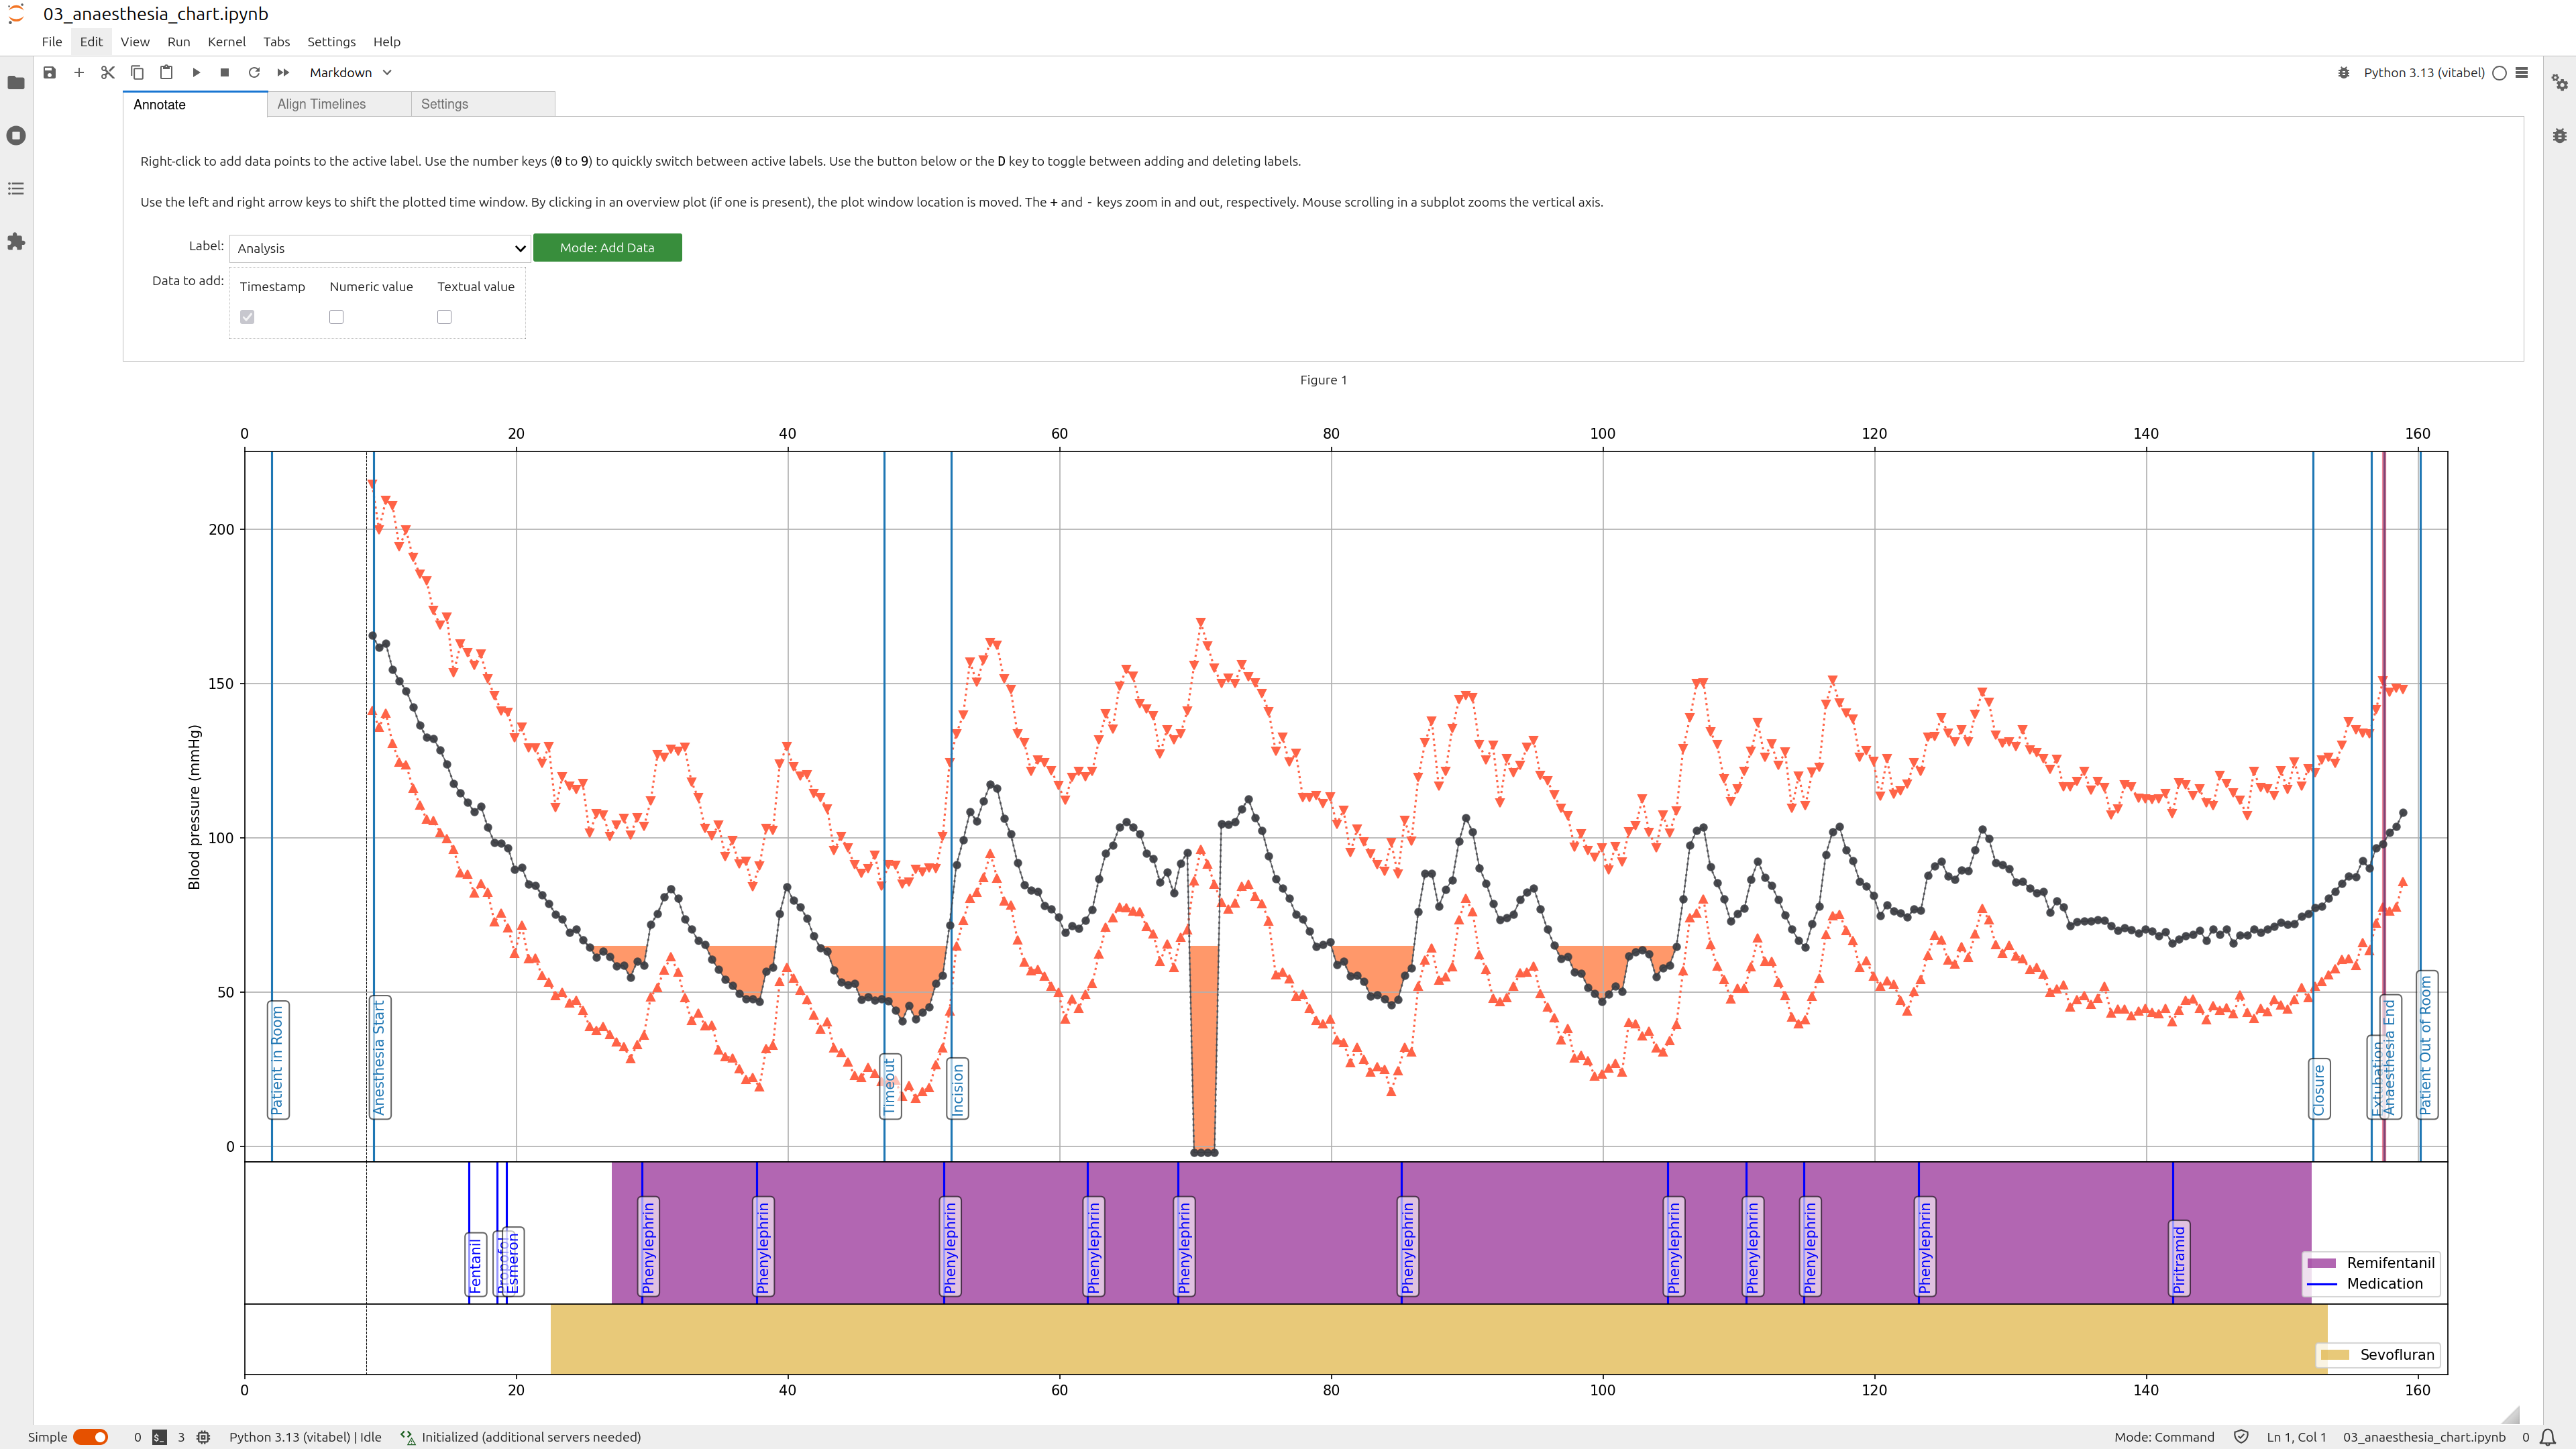 03_anaesthesia_chart.ipynb
File Edit View Run Kernel Tabs Settings Help
Markdown
Python 3.13 (vitabel)
Annotate Align Timelines Settings
Right-click to add data points to the active label. Use the number keys (0 to 9) to quickly switch between active labels. Use the button below or the D key to toggle between adding and deleting labels.
Use the left and right arrow keys to shift the plotted time window. By clicking in an overview plot (if one is present), the plot window location is moved. The + and - keys zoom in and out, respectively. Mouse scrolling in a subplot zooms the vertical axis.
Label: Analysis Mode: Add Data
Data to add: Timestamp Numeric value Textual value
Figure 1
0 20 40 60 80 100 120 140 160
200
150
100
50
0
Blood pressure (mmHg)
Patient in Room
Anesthesia Start
Timeout
Incision
Closure
Extubation
Anaesthesia End
Patient Out of Room
Fentanil
Propofol
Esmeron
Phenylephrin
Phenylephrin
Phenylephrin
Phenylephrin
Phenylephrin
Phenylephrin
Phenylephrin
Phenylephrin
Phenylephrin
Phenylephrin
Piritramid
Remifentanil
Medication
Sevofluran
0 20 40 60 80 100 120 140 160
Simple 0 $_ 3 Python 3.13 (vitabel) | Idle Initialized (additional servers needed) Mode: Command Ln 1, Col 1 03_anaesthesia_chart.ipynb 0